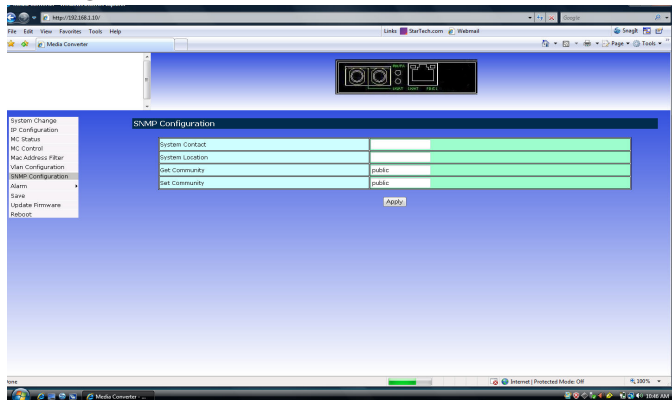 http://192.168.1.10/
Google
File Edit View Favorites Tools Help
Links StarTech.com Webmail
SnagIt
Media Converter
Page Tools
System Change
IP Configuration
MC Status
MC Control
Mac Address Filter
Vlan Configuration
SNMP Configuration
Alarm
Save
Update Firmware
Reboot
SNMP Configuration
System Contact
System Location
Get Community public
Set Community public
Apply
Done
Internet | Protected Mode: Off
100%
Media Converter - ...
10:46 AM